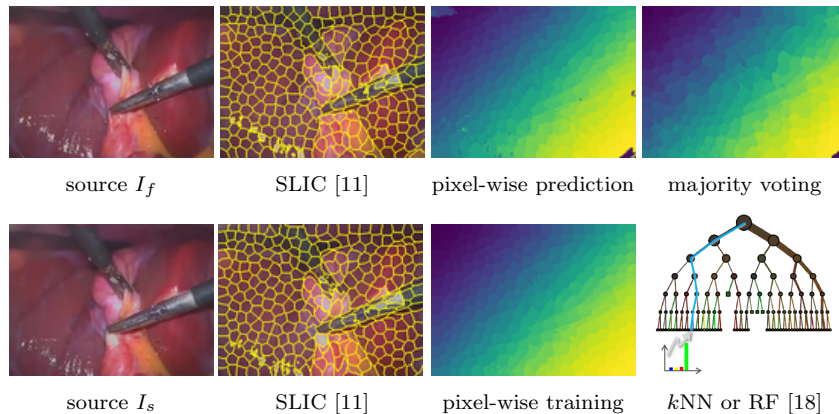 source I_f
SLIC [11]
pixel-wise prediction
majority voting
source I_s
SLIC [11]
pixel-wise training
kNN or RF [18]